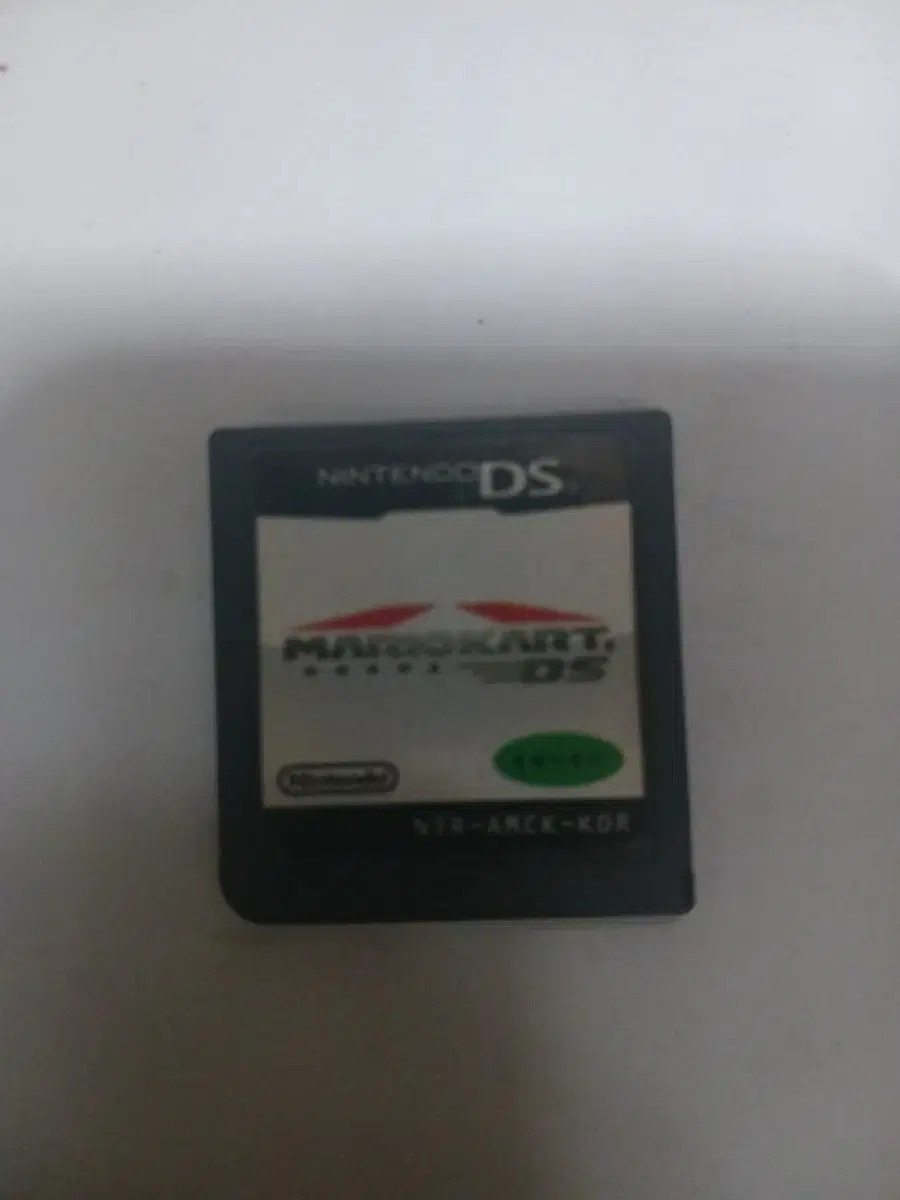 NINTENDO DS
MARIOKART
DS
Nintendo
NTR-AMCK-KOR